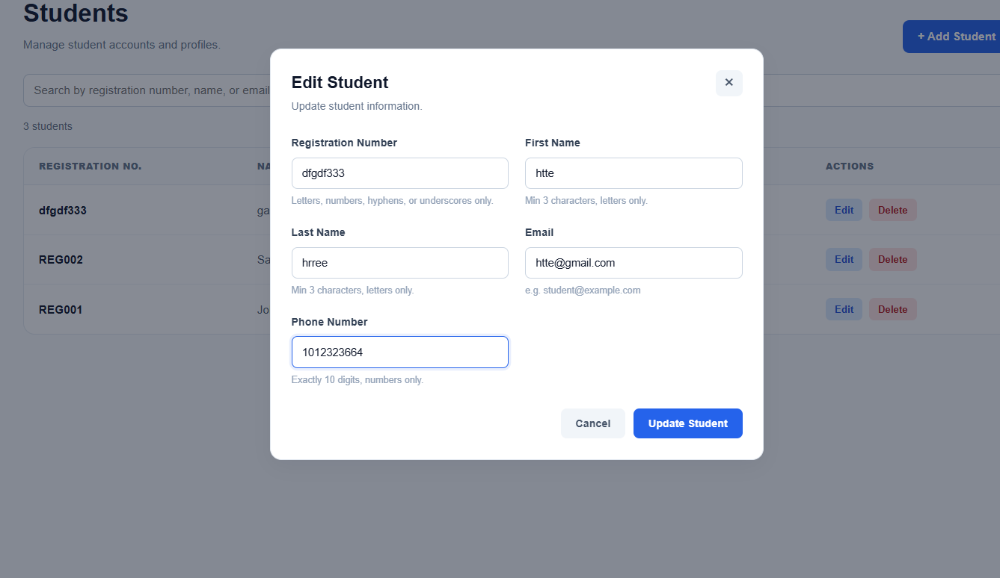 Students
Manage student accounts and profiles.
+ Add Student
Search by registration number, name, or email
3 students
REGISTRATION NO.
ACTIONS
dfgdf333
Edit Delete
REG002
Edit Delete
REG001
Edit Delete
Edit Student
×
Update student information.
Registration Number
dfgdf333
Letters, numbers, hyphens, or underscores only.
First Name
htte
Min 3 characters, letters only.
Last Name
hrree
Min 3 characters, letters only.
Email
htte@gmail.com
e.g. student@example.com
Phone Number
1012323664
Exactly 10 digits, numbers only.
Cancel
Update Student